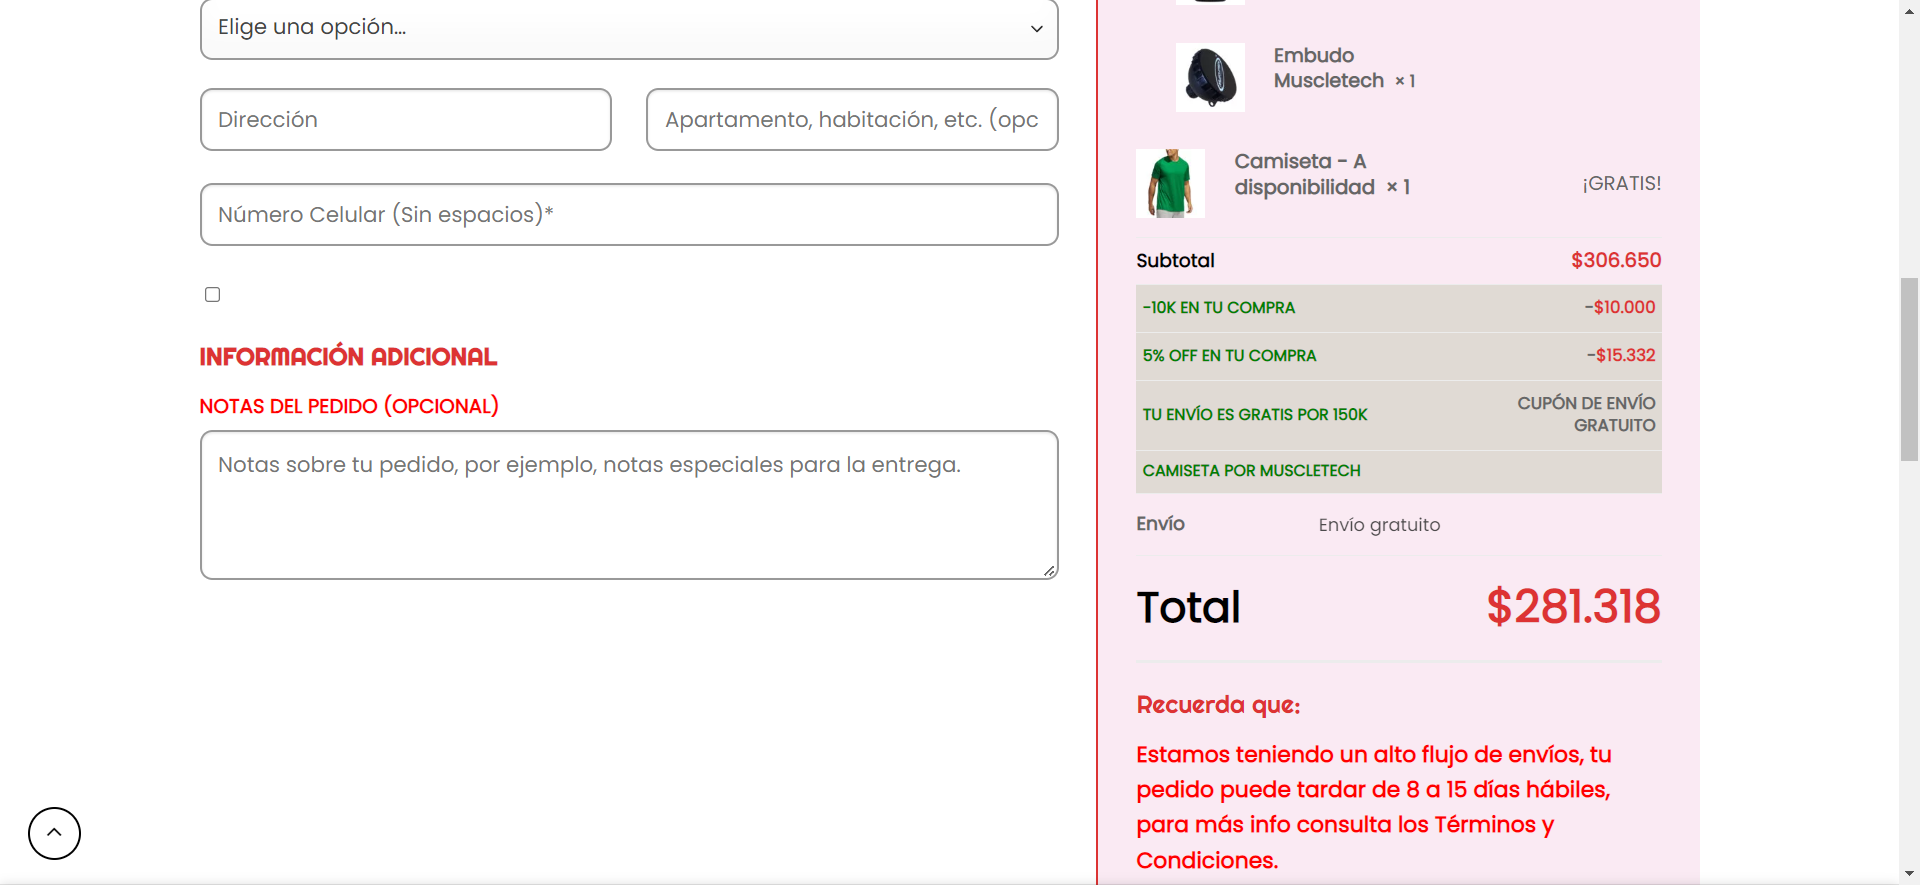 Elige una opción...
Dirección
Apartamento, habitación, etc. (opc
Número Celular (Sin espacios)*
INFORMACIÓN ADICIONAL
NOTAS DEL PEDIDO (OPCIONAL)
Notas sobre tu pedido, por ejemplo, notas especiales para la entrega.
Embudo
Muscletech × 1
Camiseta - A
disponibilidad × 1
¡GRATIS!
Subtotal $306.650
-10K EN TU COMPRA -$10.000
5% OFF EN TU COMPRA -$15.332
TU ENVÍO ES GRATIS POR 150K
CUPÓN DE ENVÍO
GRATUITO
CAMISETA POR MUSCLETECH
Envío Envío gratuito
Total $281.318
Recuerda que:
Estamos teniendo un alto flujo de envíos, tu
pedido puede tardar de 8 a 15 días hábiles,
para más info consulta los Términos y
Condiciones.